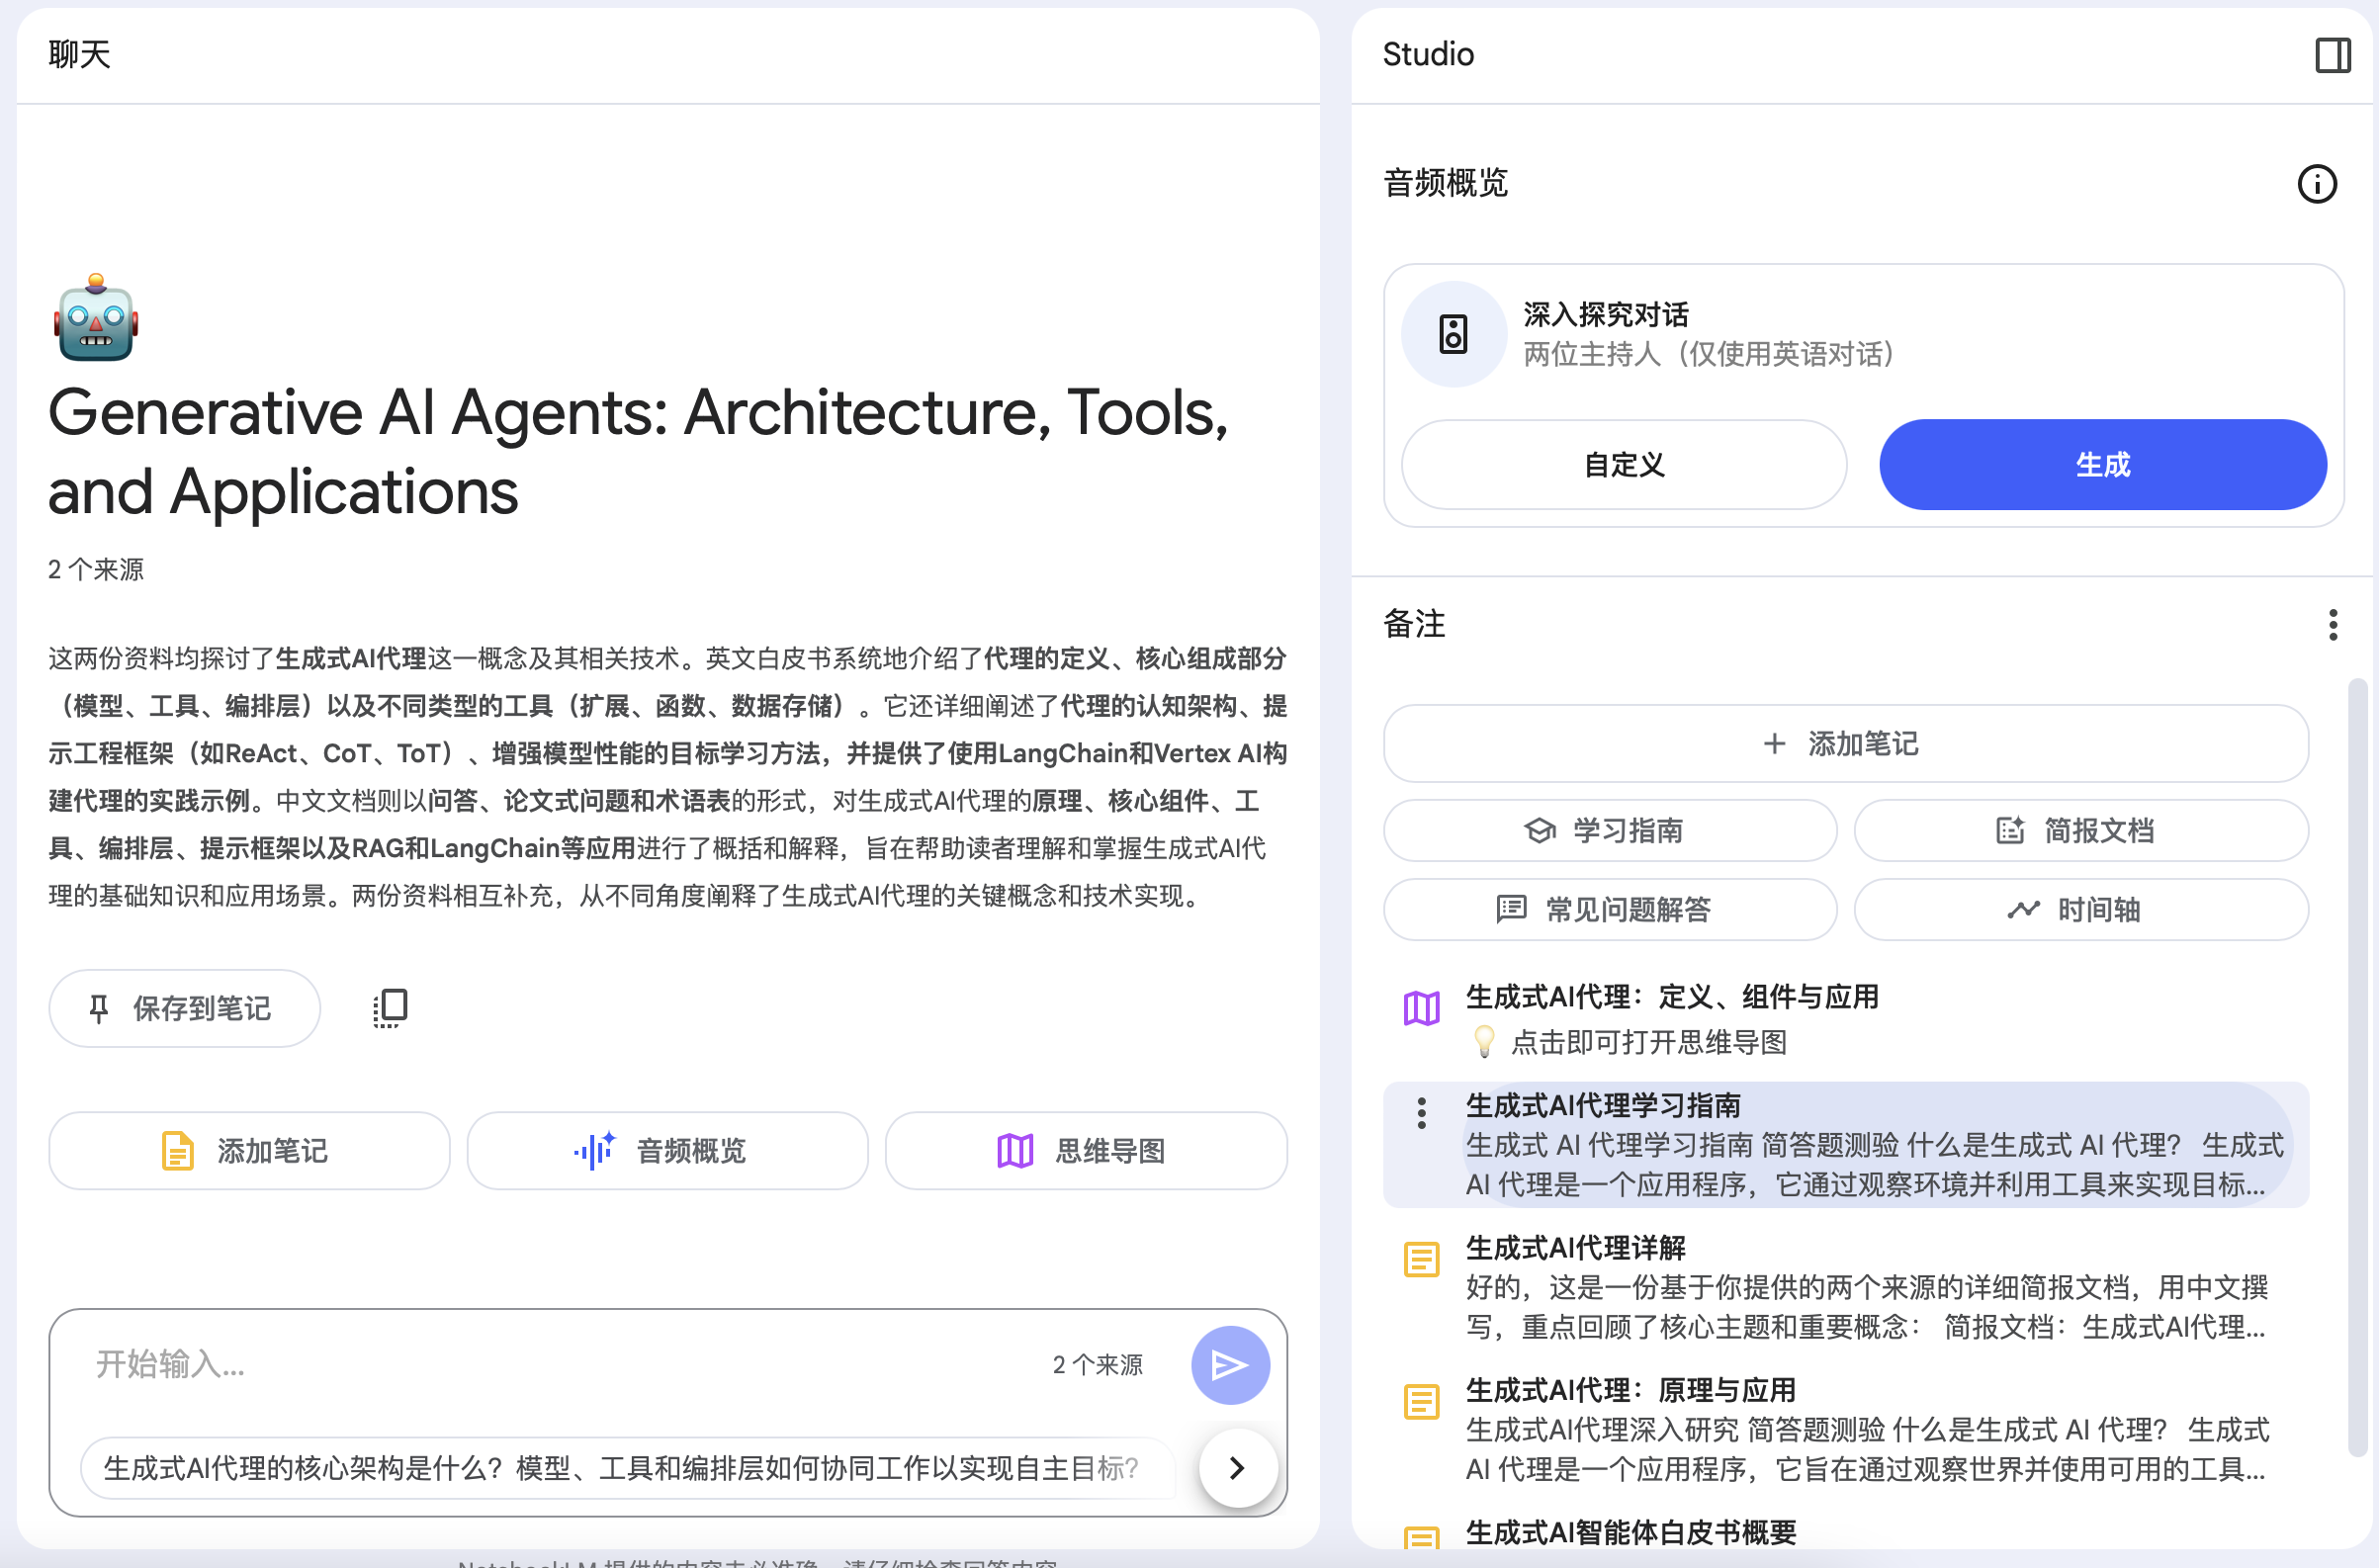 聊天
Generative AI Agents: Architecture, Tools,
and Applications
2 个来源
这两份资料均探讨了生成式AI代理这一概念及其相关技术。英文白皮书系统地介绍了代理的定义、核心组成部分
（模型、工具、编排层）以及不同类型的工具（扩展、函数、数据存储）。它还详细阐述了代理的认知架构、提
示工程框架（如ReAct、CoT、ToT）、增强模型性能的目标学习方法，并提供了使用LangChain和Vertex AI构
建代理的实践示例。中文文档则以问答、论文式问题和术语表的形式，对生成式AI代理的原理、核心组件、工
具、编排层、提示框架以及RAG和LangChain等应用进行了概括和解释，旨在帮助读者理解和掌握生成式AI代
理的基础知识和应用场景。两份资料相互补充，从不同角度阐释了生成式AI代理的关键概念和技术实现。
保存到笔记
添加笔记
音频概览
思维导图
开始输入...
2 个来源
生成式AI代理的核心架构是什么？模型、工具和编排层如何协同工作以实现自主目标？
NotebookLM 提供的内容未必准确，请仔细检查回答内容。
Studio
音频概览
深入探究对话
两位主持人（仅使用英语对话）
自定义
生成
备注
添加笔记
学习指南
简报文档
常见问题解答
时间轴
生成式AI代理：定义、组件与应用
点击即可打开思维导图
生成式AI代理学习指南
生成式 AI 代理学习指南 简答题测验 什么是生成式 AI 代理？ 生成式
AI 代理是一个应用程序，它通过观察环境并利用工具来实现目标...
生成式AI代理详解
好的，这是一份基于你提供的两个来源的详细简报文档，用中文撰
写，重点回顾了核心主题和重要概念： 简报文档：生成式AI代理...
生成式AI代理：原理与应用
生成式AI代理深入研究 简答题测验 什么是生成式 AI 代理？ 生成式
AI 代理是一个应用程序，它旨在通过观察世界并使用可用的工具...
生成式AI智能体白皮书概要